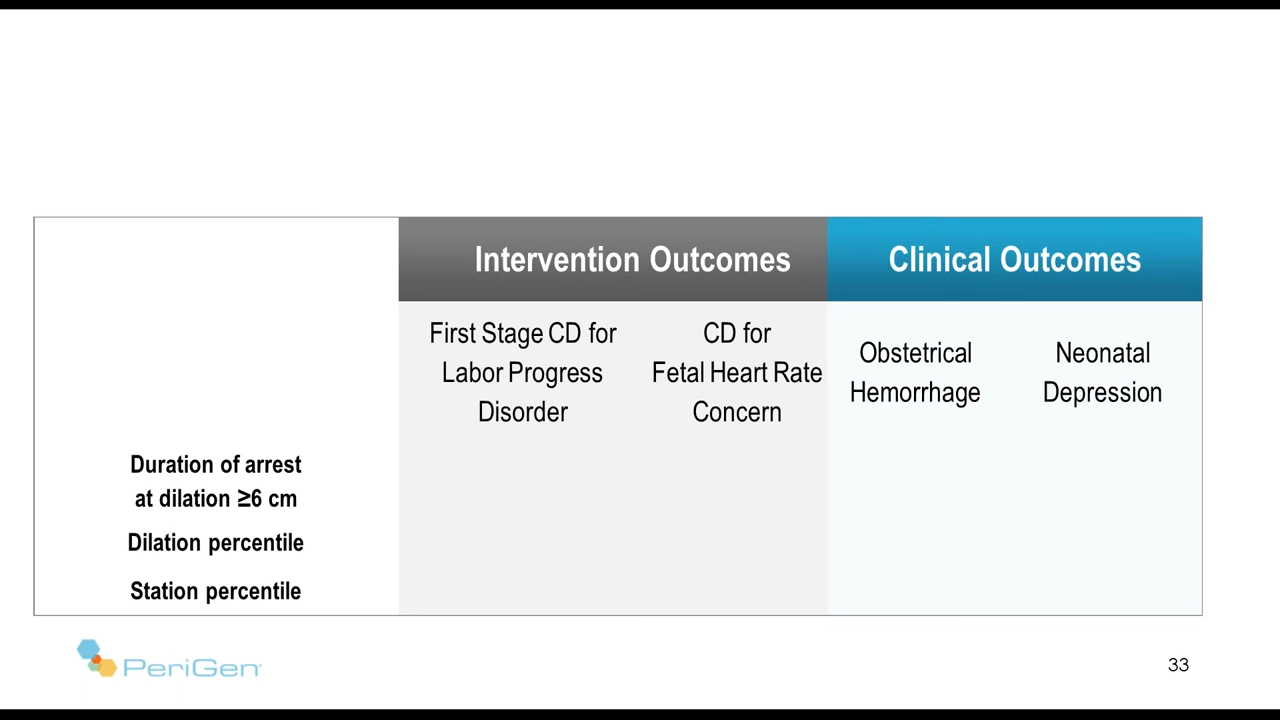 Intervention Outcomes
Clinical Outcomes
First Stage CD for
Labor Progress
Disorder
CD for
Fetal Heart Rate
Concern
Obstetrical
Hemorrhage
Neonatal
Depression
Duration of arrest
at dilation ≥6 cm
Dilation percentile
Station percentile
PeriGen
33